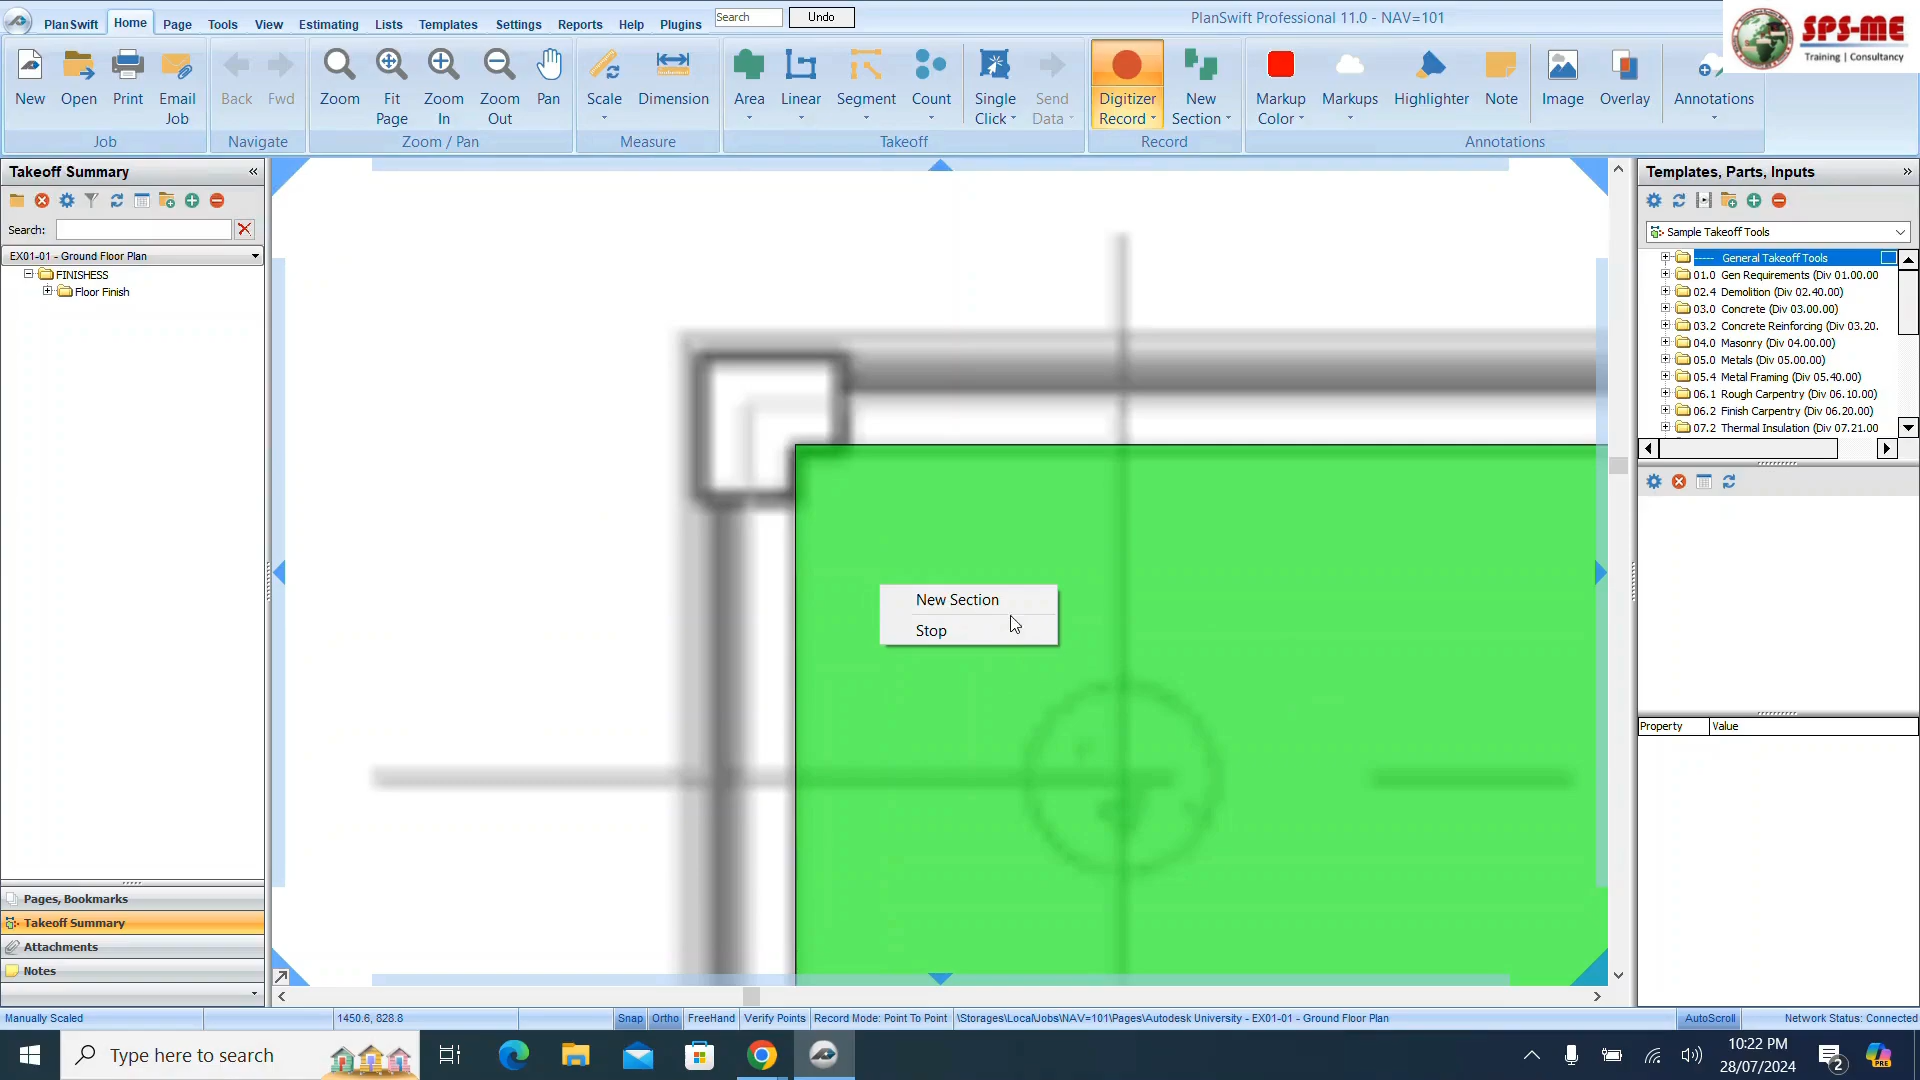 PlanSwift Home Page Tools View Estimating Lists Templates Settings Reports Help Plugins Search Undo PlanSwift Professional 11.0 - NAV=101
SPS-ME
Training | Consultancy
New Open Print Email Job
Back Fwd
Zoom Fit Page Zoom In Zoom Out Pan
Scale Dimension
Area Linear Segment Count Single Click Send Data
Digitizer Record New Section
Markup Color Markups Highlighter Note Image Overlay Annotations
Job Navigate Zoom / Pan Measure Takeoff Record Annotations
Takeoff Summary
Search:
EX01-01 - Ground Floor Plan
FINISHESS
Floor Finish
Pages, Bookmarks
Takeoff Summary
Attachments
Notes
New Section
Stop
Templates, Parts, Inputs
Sample Takeoff Tools
----- General Takeoff Tools
01.0 Gen Requirements (Div 01.00.00
02.4 Demolition (Div 02.40.00)
03.0 Concrete (Div 03.00.00)
03.2 Concrete Reinforcing (Div 03.20.
04.0 Masonry (Div 04.00.00)
05.0 Metals (Div 05.00.00)
05.4 Metal Framing (Div 05.40.00)
06.1 Rough Carpentry (Div 06.10.00)
06.2 Finish Carpentry (Div 06.20.00)
07.2 Thermal Insulation (Div 07.21.00
Property Value
Manually Scaled 1450.6, 828.8 Snap Ortho FreeHand Verify Points Record Mode: Point To Point \Storages\Local\Jobs\NAV=101\Pages\Autodesk University - EX01-01 - Ground Floor Plan AutoScroll Network Status: Connected
Type here to search
10:22 PM
28/07/2024
2
PRE